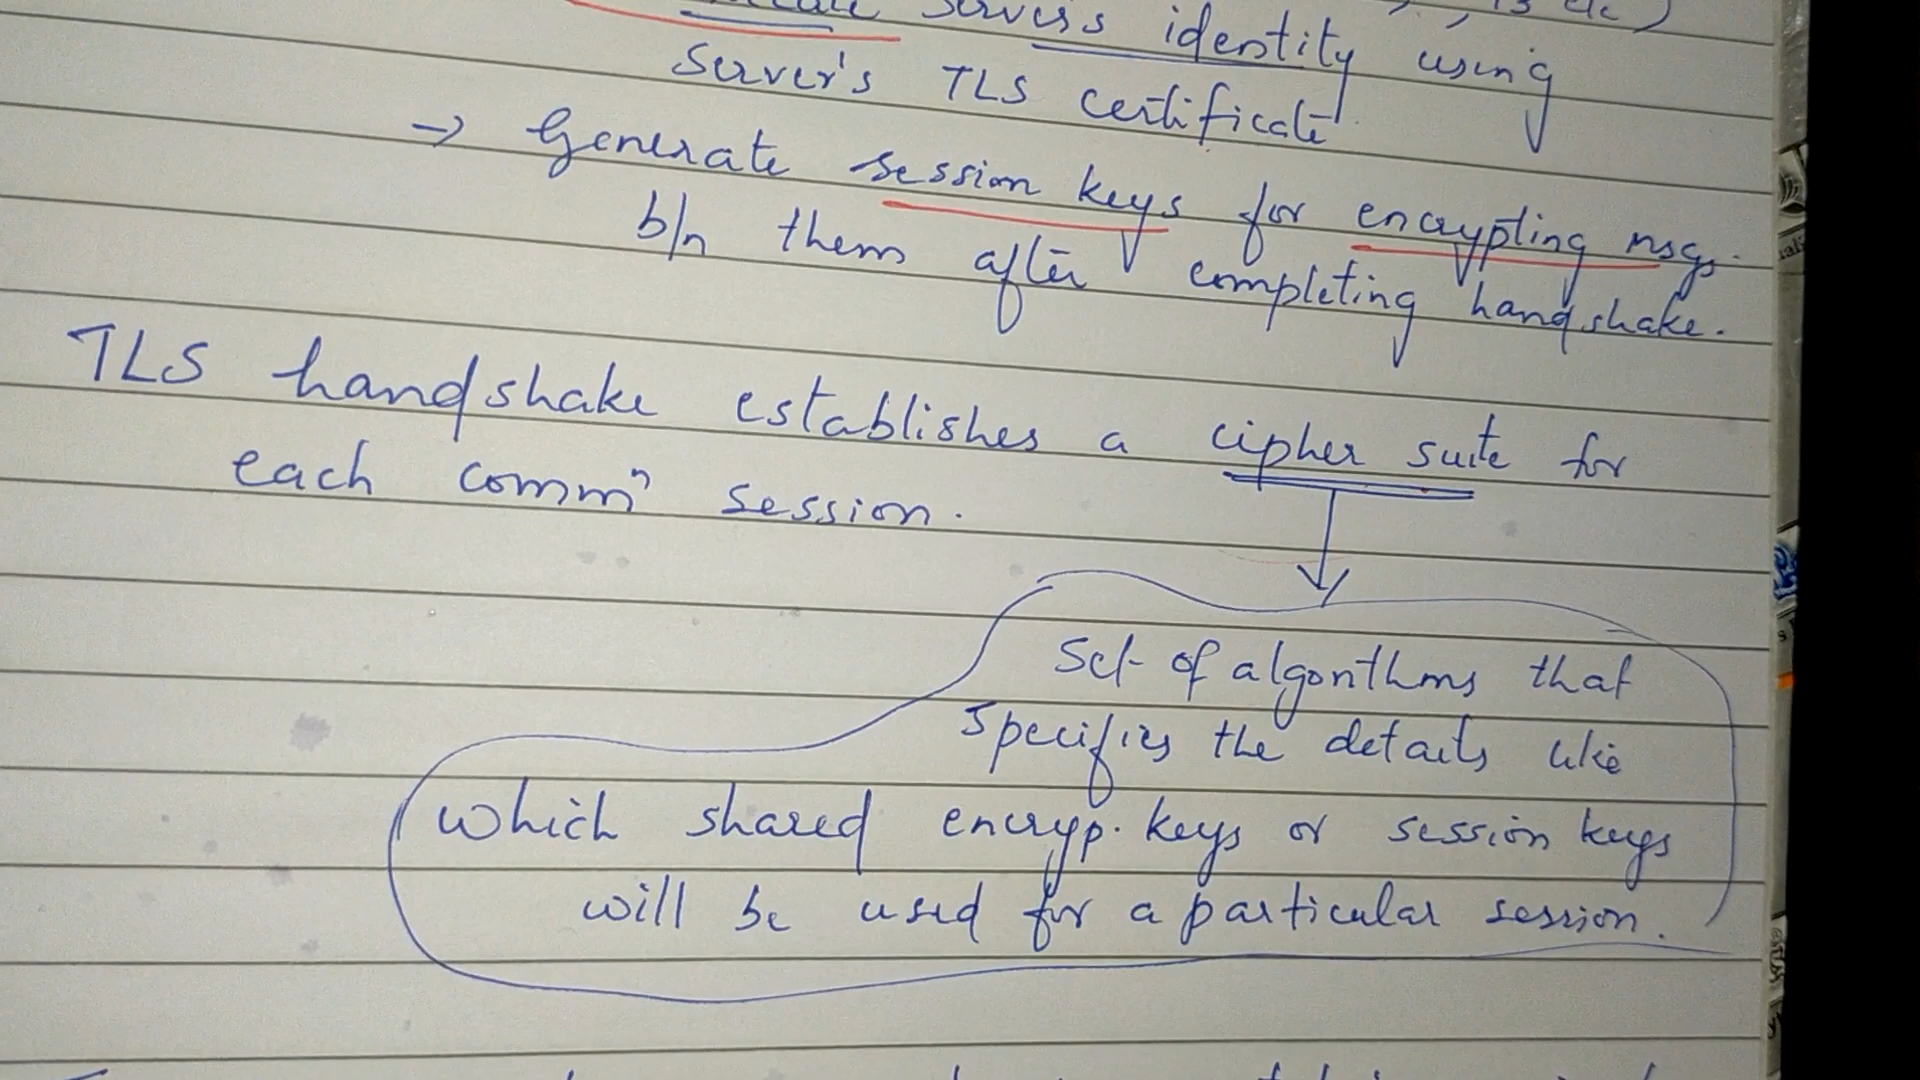 server's identity using
Server's TLS certificate
→ Generate session keys for encrypting msgs.
b/n them after completing handshake.
TLS handshake establishes a cipher suite for
each commⁿ session.
Set of algorithms that
specifies the details like
which shared encryp. keys or session keys
will be used for a particular session.